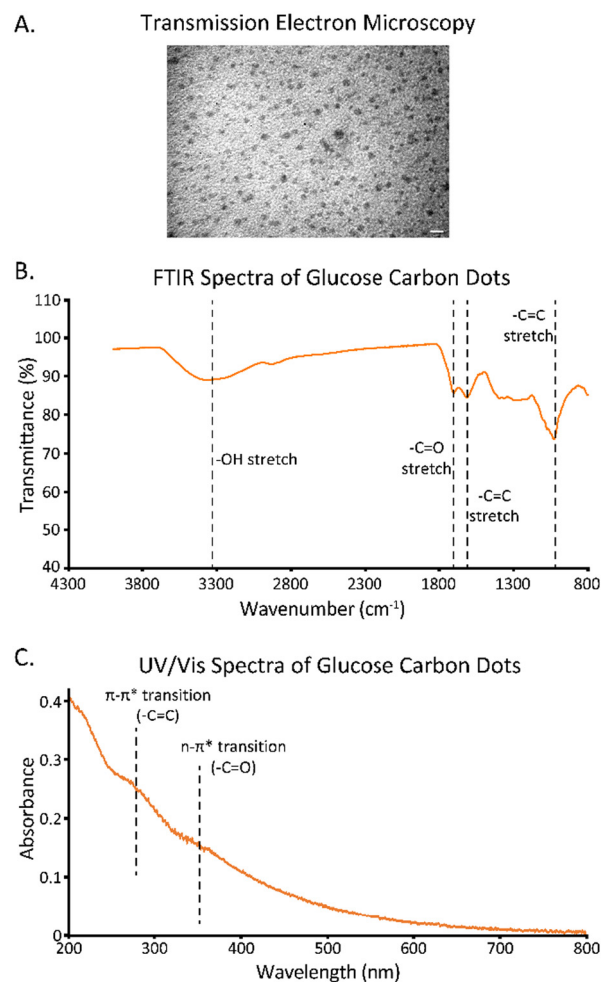 A.
Transmission Electron Microscopy
B.
FTIR Spectra of Glucose Carbon Dots
110
100
90
80
70
60
50
40
Transmittance (%)
-OH stretch
-C=O
stretch
-C=C
stretch
-C=C
stretch
4300
3800
3300
2800
2300
1800
1300
800
Wavenumber (cm⁻¹)
C.
UV/Vis Spectra of Glucose Carbon Dots
0.4
0.3
0.2
0.1
0
Absorbance
π-π* transition
(-C=C)
n-π* transition
(-C=O)
200
300
400
500
600
700
800
Wavelength (nm)